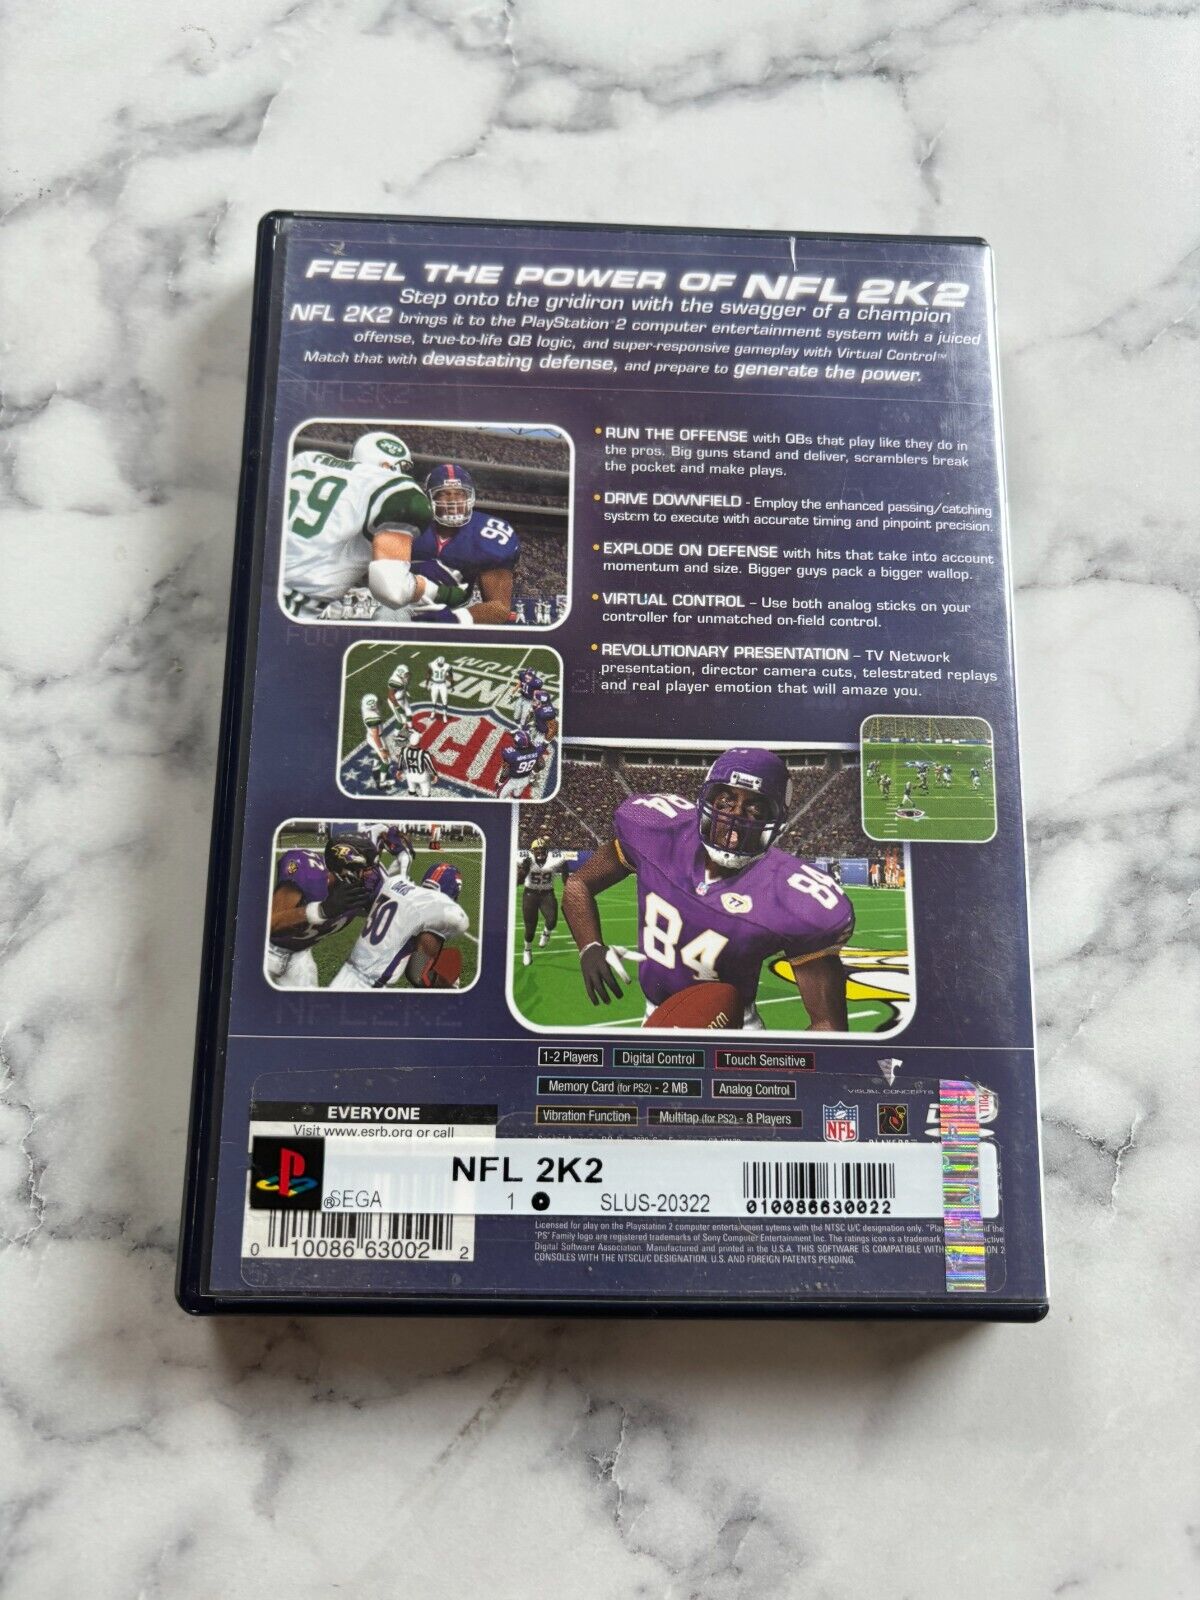 FEEL THE POWER OF NFL 2K2
Step onto the gridiron with the swagger of a champion
NFL 2K2 brings it to the PlayStation 2 computer entertainment system with a juiced
offense, true-to-life QB logic, and super-responsive gameplay with Virtual Control™
Match that with devastating defense, and prepare to generate the power.
NFL2K2
• RUN THE OFFENSE with QBs that play like they do in
the pros. Big guns stand and deliver, scramblers break
the pocket and make plays.
• DRIVE DOWNFIELD - Employ the enhanced passing/catching
system to execute with accurate timing and pinpoint precision.
• EXPLODE ON DEFENSE with hits that take into account
momentum and size. Bigger guys pack a bigger wallop.
• VIRTUAL CONTROL – Use both analog sticks on your
controller for unmatched on-field control.
• REVOLUTIONARY PRESENTATION – TV Network
presentation, director camera cuts, telestrated replays
and real player emotion that will amaze you.
69
92
NFL
98
84
84
84
77
59
NFL2K2
1-2 Players
Digital Control
Touch Sensitive
Memory Card (for PS2) - 2 MB
Analog Control
Vibration Function
Multitap (for PS2) - 8 Players
VISUAL CONCEPTS
NFL
PLAYERS
EVERYONE
Visit www.esrb.org or call
NFL 2K2
®SEGA
1
SLUS-20322
010086630022
0 10086 63002 2
Licensed for play on the Playstation 2 computer entertainment sytems with the NTSC U/C designation only.
"PS" Family logo are registered trademarks of Sony Computer Entertainment Inc. The ratings icon is a trademark
Digital Software Association. Manufactured and printed in the U.S.A. THIS SOFTWARE IS COMPATIBLE WITH
CONSOLES WITH THE NTSCU/C DESIGNATION. U.S. AND FOREIGN PATENTS PENDING.